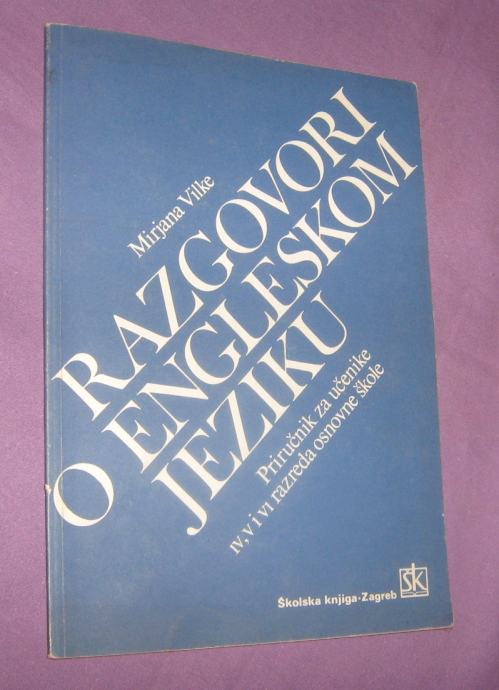 Mirjana Vilke
RAZGOVORI
O ENGLESKOM
JEZIKU
Priručnik za učenike
IV, V i VI razreda osnovne škole
Školska knjiga·Zagreb
ŠK